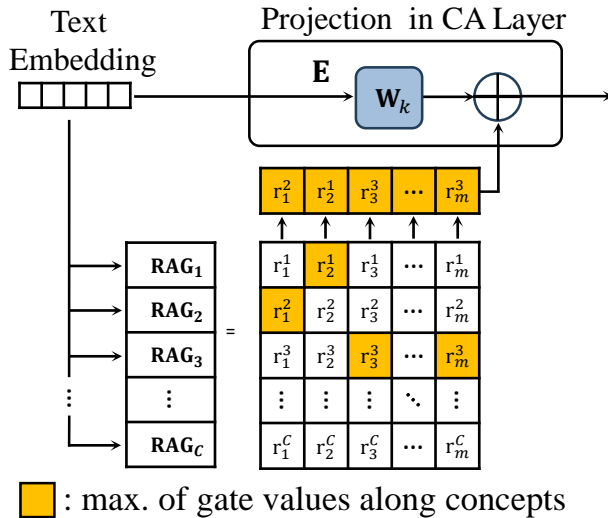 Text
Embedding
Projection in CA Layer
E
W_k
r_1^2 r_2^1 r_3^3 ⋯ r_m^3
RAG_1
RAG_2
RAG_3
⋮ ⋮
RAG_C
=
r_1^1 r_2^1 r_3^1 ⋯ r_m^1
r_1^2 r_2^2 r_3^2 ⋯ r_m^2
r_1^3 r_2^3 r_3^3 ⋯ r_m^3
⋮ ⋮ ⋮ ⋱ ⋮
r_1^C r_2^C r_3^C ⋯ r_m^C
: max. of gate values along concepts